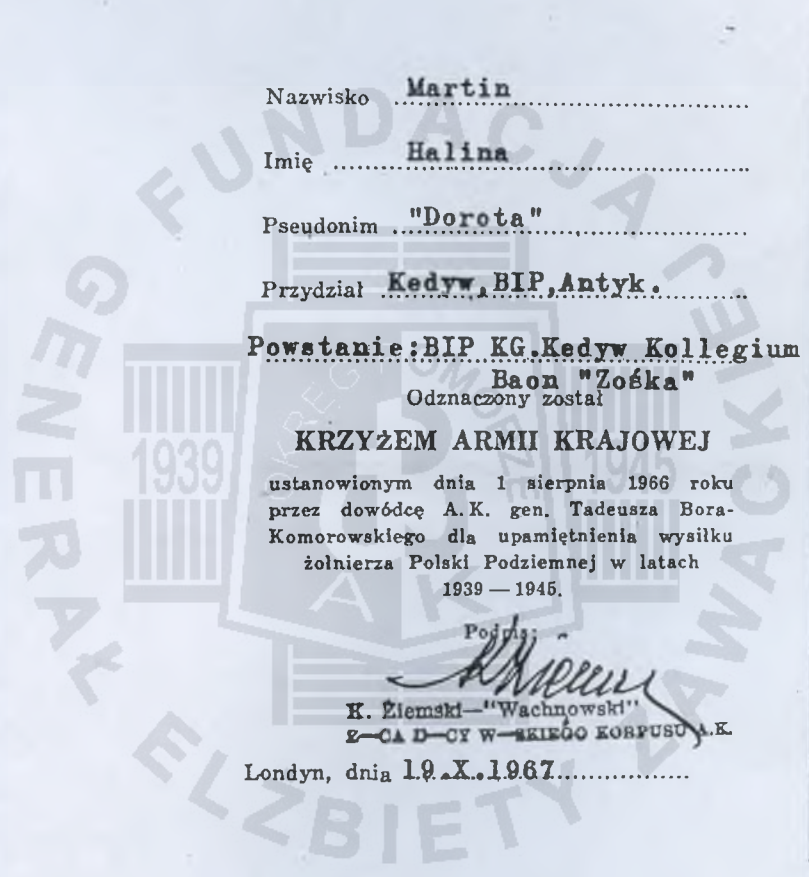 Nazwisko Martin
Imię Halina
Pseudonim "Dorota"
Przydział Kedyw,BIP,Antyk.
Powstanie:BIP KG.Kedyw Kollegium
Baon "Zośka"
Odznaczony został
KRZYŻEM ARMII KRAJOWEJ
ustanowionym dnia 1 sierpnia 1966 roku
przez dowódcę A.K. gen. Tadeusza Bora-
Komorowskiego dla upamiętnienia wysiłku
żołnierza Polski Podziemnej w latach
1939 — 1945.
Podpis:
K. Ziemski—"Wachnowski"
Z—CA D—CY W—SKIEGO KORPUSU A.K.
Londyn, dnia 19.X.1967
FUNDACJA
GENERAŁ ELŻBIETY ZAWACKIEJ
OKRĘG POMORZE
1939
1945
P
AK